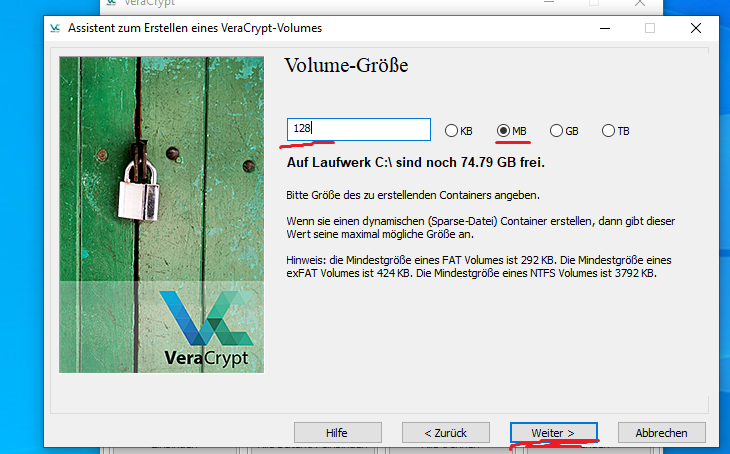 VeraCrypt
Assistent zum Erstellen eines VeraCrypt-Volumes
Volume-Größe
128
KB
MB
GB
TB
Auf Laufwerk C:\ sind noch 74.79 GB frei.
Bitte Größe des zu erstellenden Containers angeben.
Wenn sie einen dynamischen (Sparse-Datei) Container erstellen, dann gibt dieser
Wert seine maximal mögliche Größe an.
Hinweis: die Mindestgröße eines FAT Volumes ist 292 KB. Die Mindestgröße eines
exFAT Volumes ist 424 KB. Die Mindestgröße eines NTFS Volumes ist 3792 KB.
VeraCrypt
Hilfe
< Zurück
Weiter >
Abbrechen